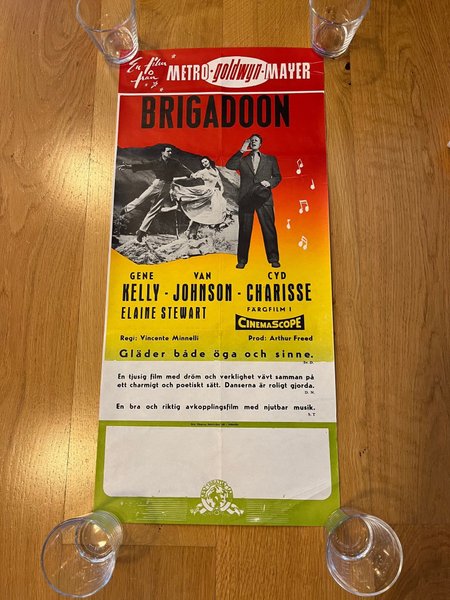 En film
från
METRO-Goldwyn-MAYER
BRIGADOON
GENE VAN CYD
KELLY - JOHNSON - CHARISSE
ELAINE STEWART
FÄRGFILM I
CINEMASCOPE
Regi: Vincente Minnelli
Prod: Arthur Freed
Gläder både öga och sinne.
Sv. D.
En tjusig film med dröm och verklighet vävt samman på
ett charmigt och poetiskt sätt. Danserna är roligt gjorda.
D. N.
En bra och riktig avkopplingsfilm med njutbar musik.
S. T.